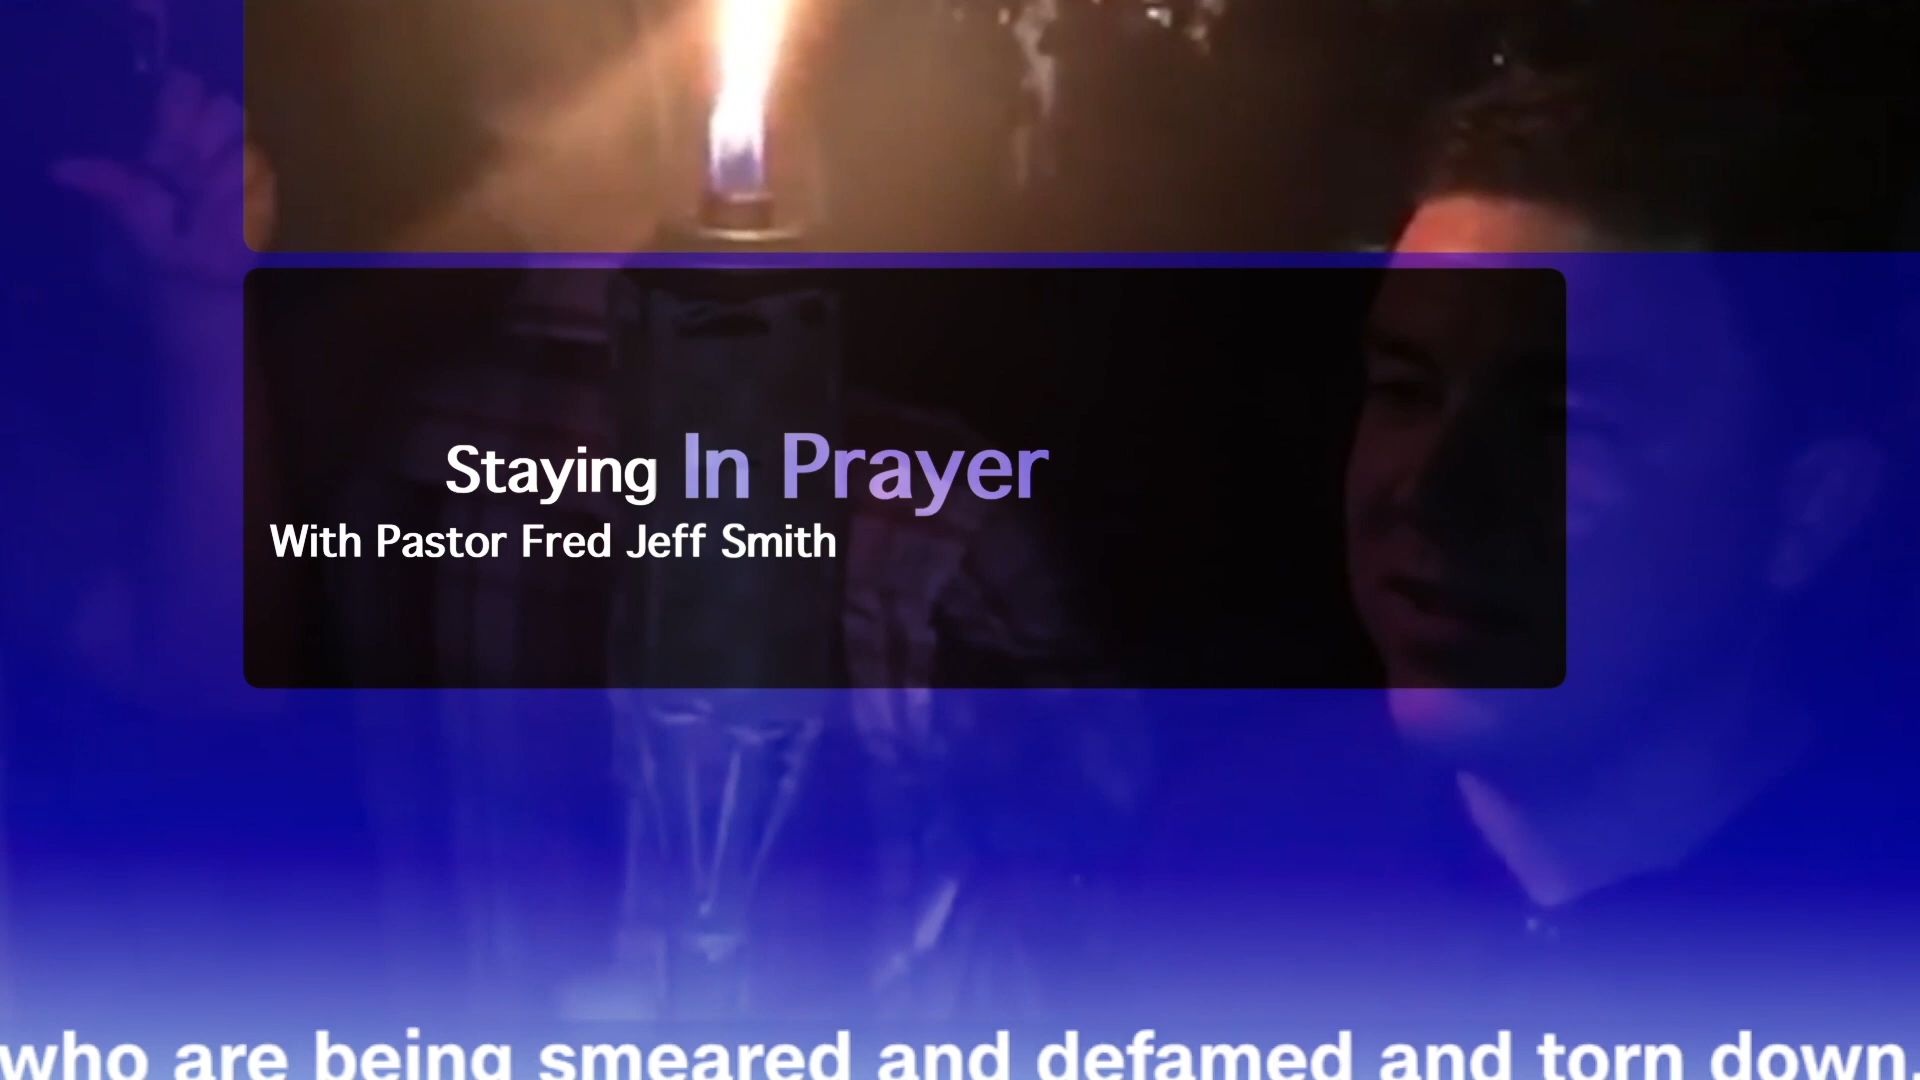 Staying In Prayer
With Pastor Fred Jeff Smith
who are being smeared and defamed and torn down.